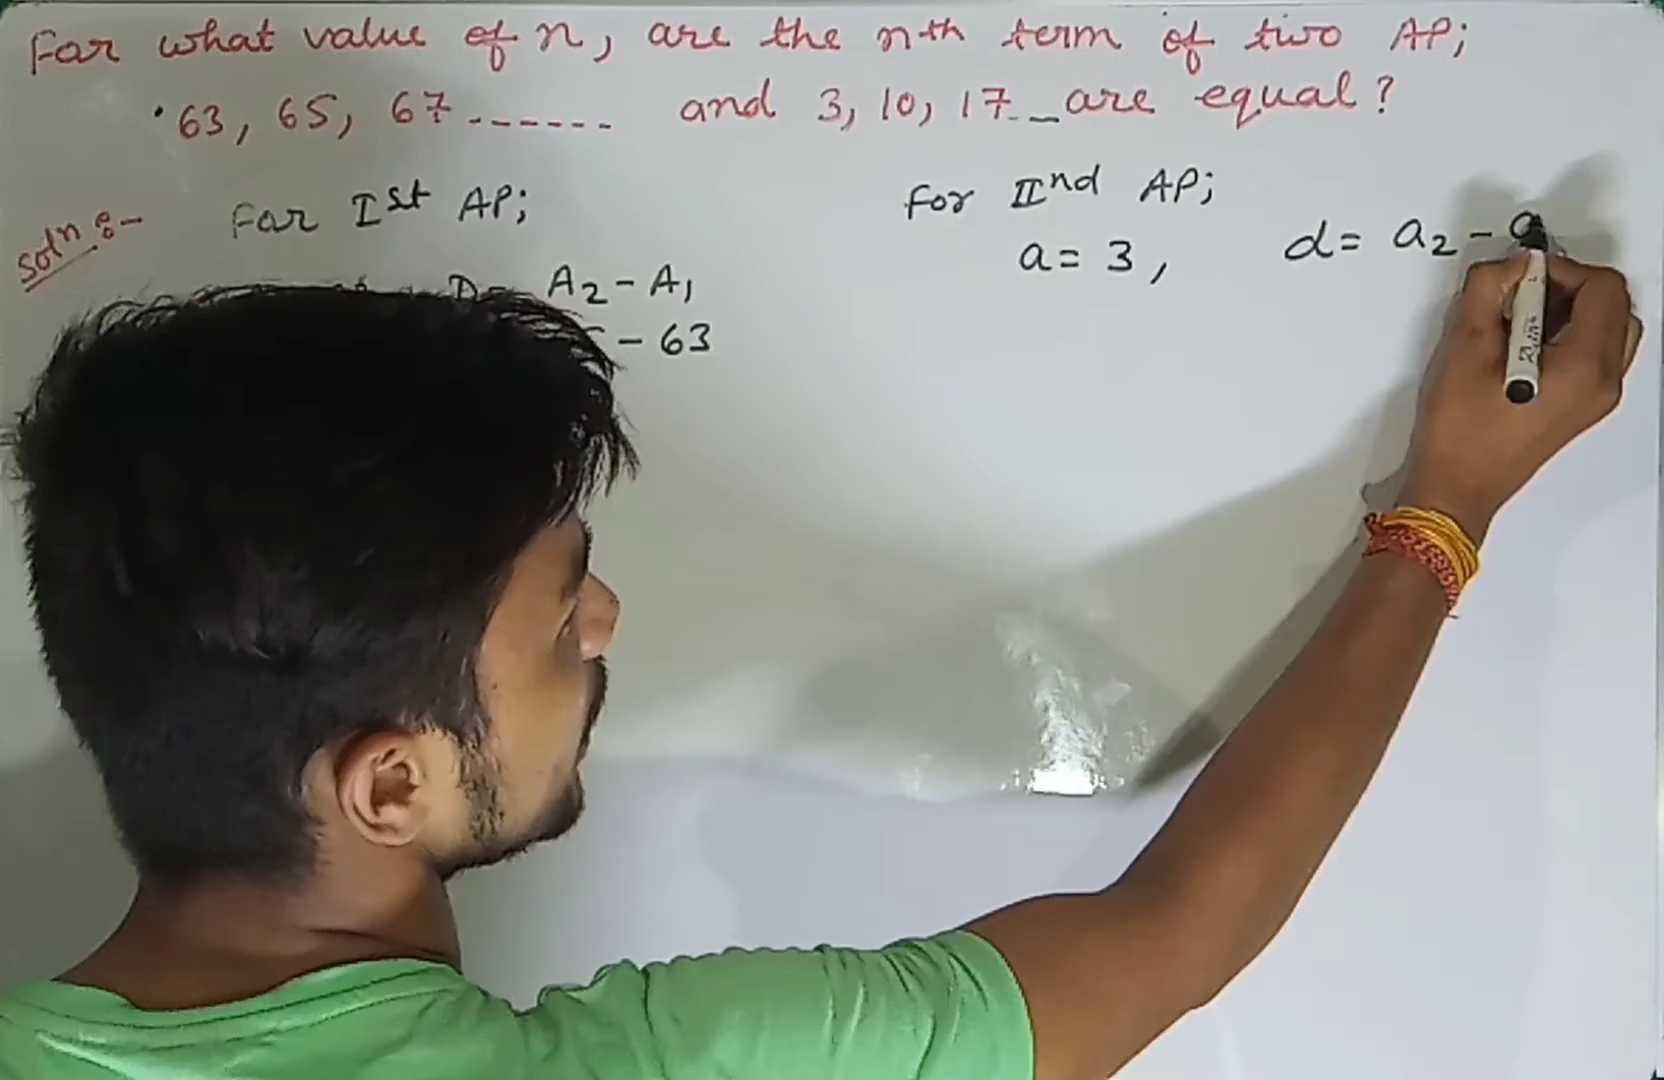 For what value of n, are the nth term of two AP;
63, 65, 67....... and 3, 10, 17.__are equal?
Soln:-
For Ist AP;
D= A2-A1
- 63
For IInd AP;
a= 3, d= a2-a